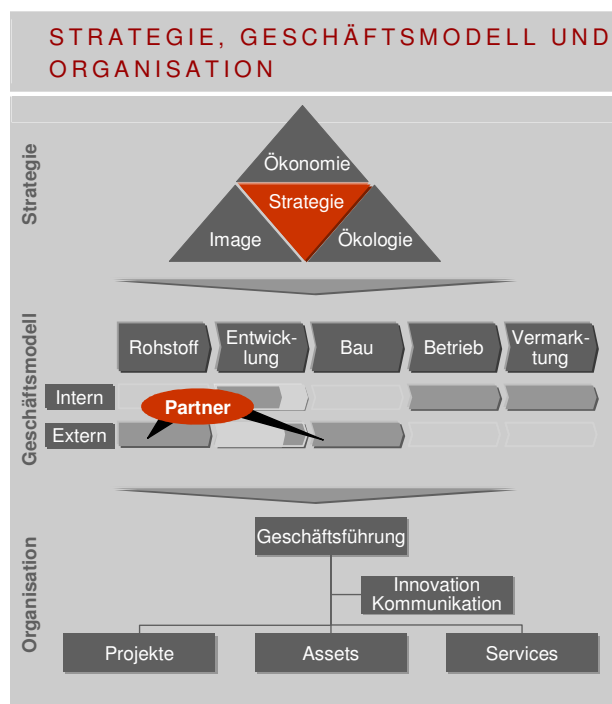 STRATEGIE, GESCHÄFTSMODELL UND
ORGANISATION
Strategie
Ökonomie
Strategie
Image
Ökologie
Geschäftsmodell
Rohstoff
Entwick-
lung
Bau
Betrieb
Vermark-
tung
Intern
Partner
Extern
Organisation
Geschäftsführung
Innovation
Kommunikation
Projekte
Assets
Services